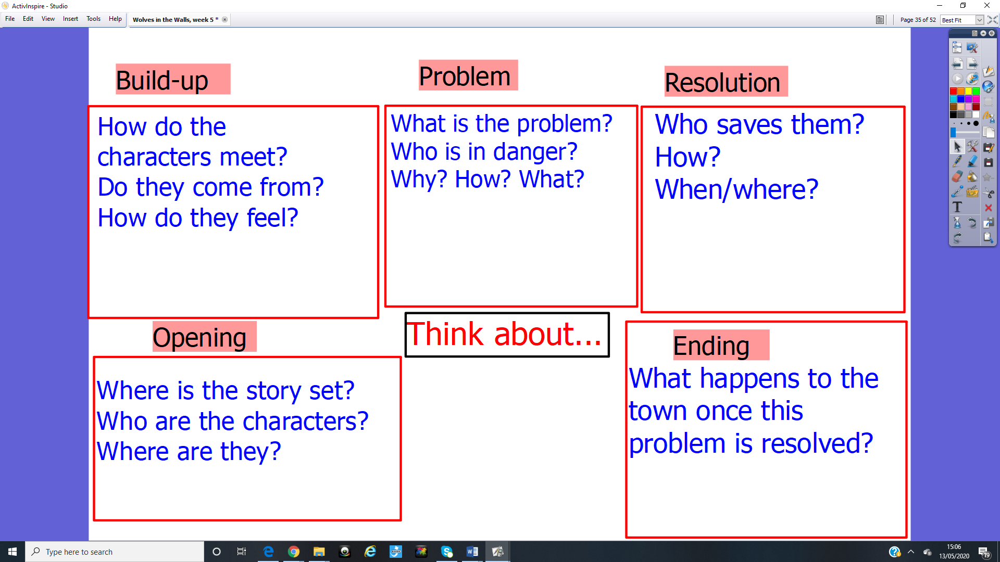 ActivInspire - Studio
File Edit View Insert Tools Help
Wolves in the Walls, week 5 *
Page 35 of 52
Best Fit
Build-up
How do the
characters meet?
Do they come from?
How do they feel?
Problem
What is the problem?
Who is in danger?
Why? How? What?
Resolution
Who saves them?
How?
When/where?
Opening
Where is the story set?
Who are the characters?
Where are they?
Think about...
Ending
What happens to the
town once this
problem is resolved?
T
Type here to search
15:06
13/05/2020
19